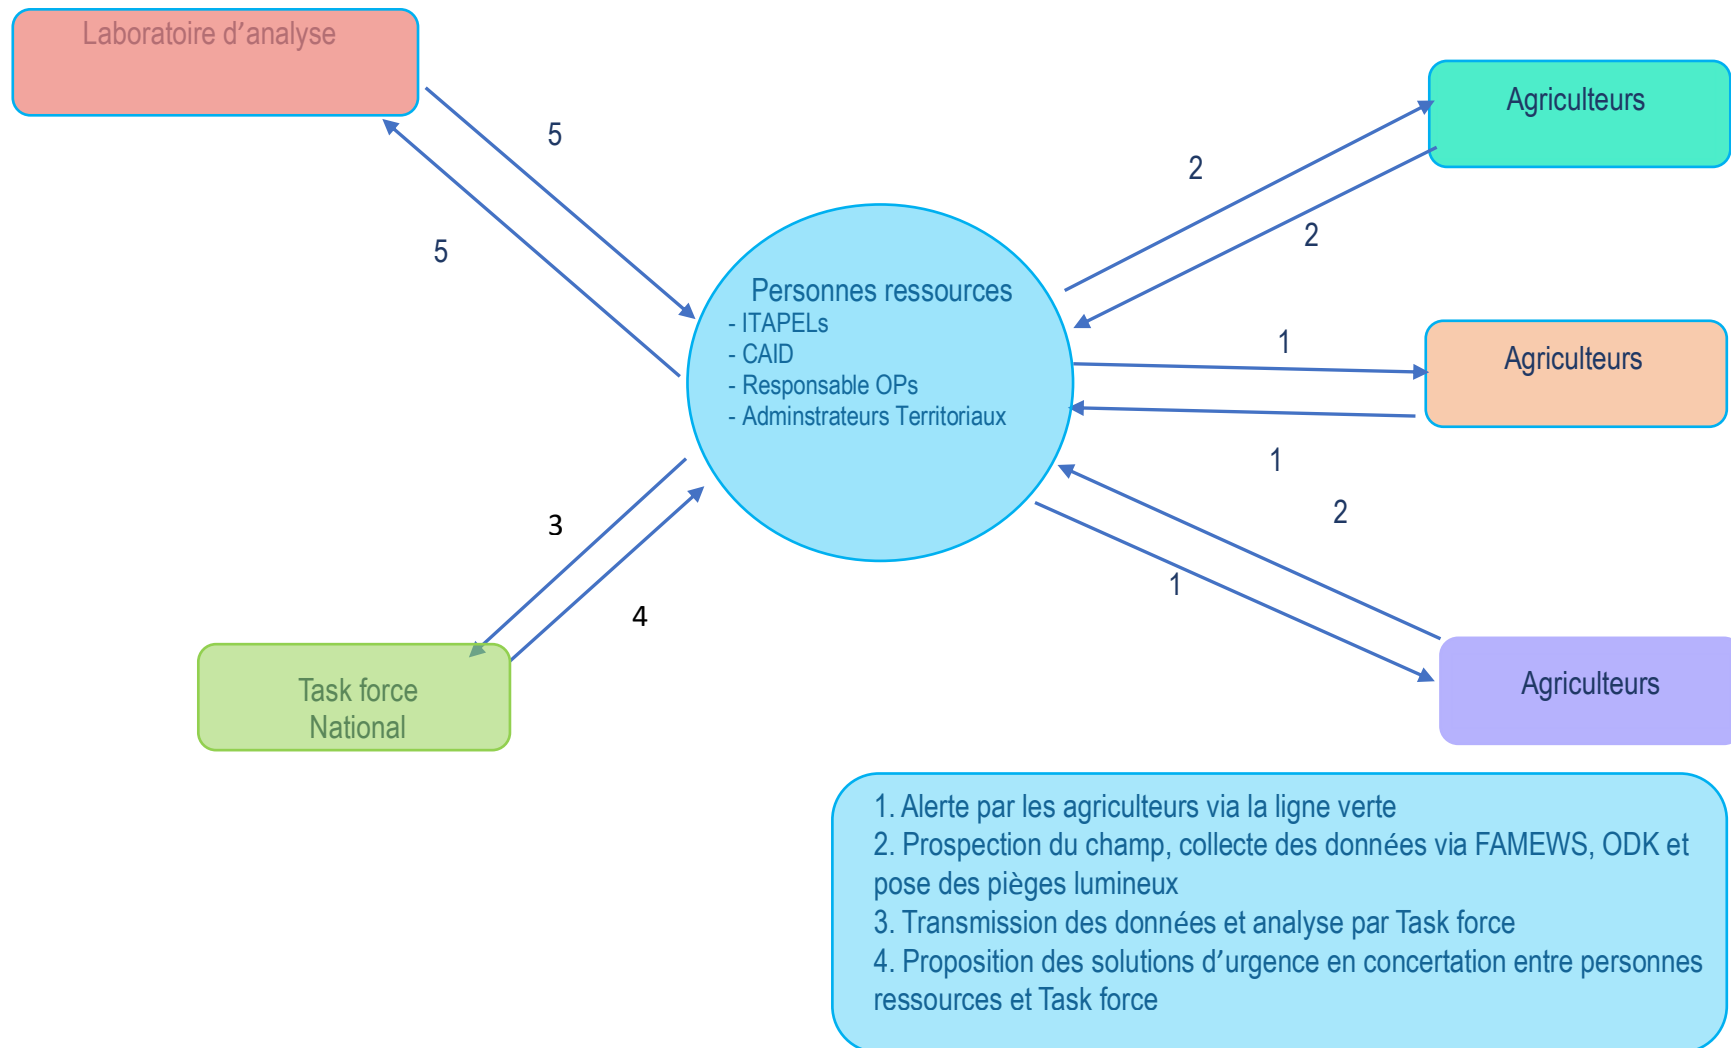 Laboratoire d’analyse
Agriculteurs
5
2
5
2
Personnes ressources
- ITAPELs
- CAID
- Responsable OPs
- Adminstrateurs Territoriaux
1
Agriculteurs
1
2
3
1
4
Task force
National
Agriculteurs
1. Alerte par les agriculteurs via la ligne verte
2. Prospection du champ, collecte des données via FAMEWS, ODK et
pose des pièges lumineux
3. Transmission des données et analyse par Task force
4. Proposition des solutions d’urgence en concertation entre personnes
ressources et Task force